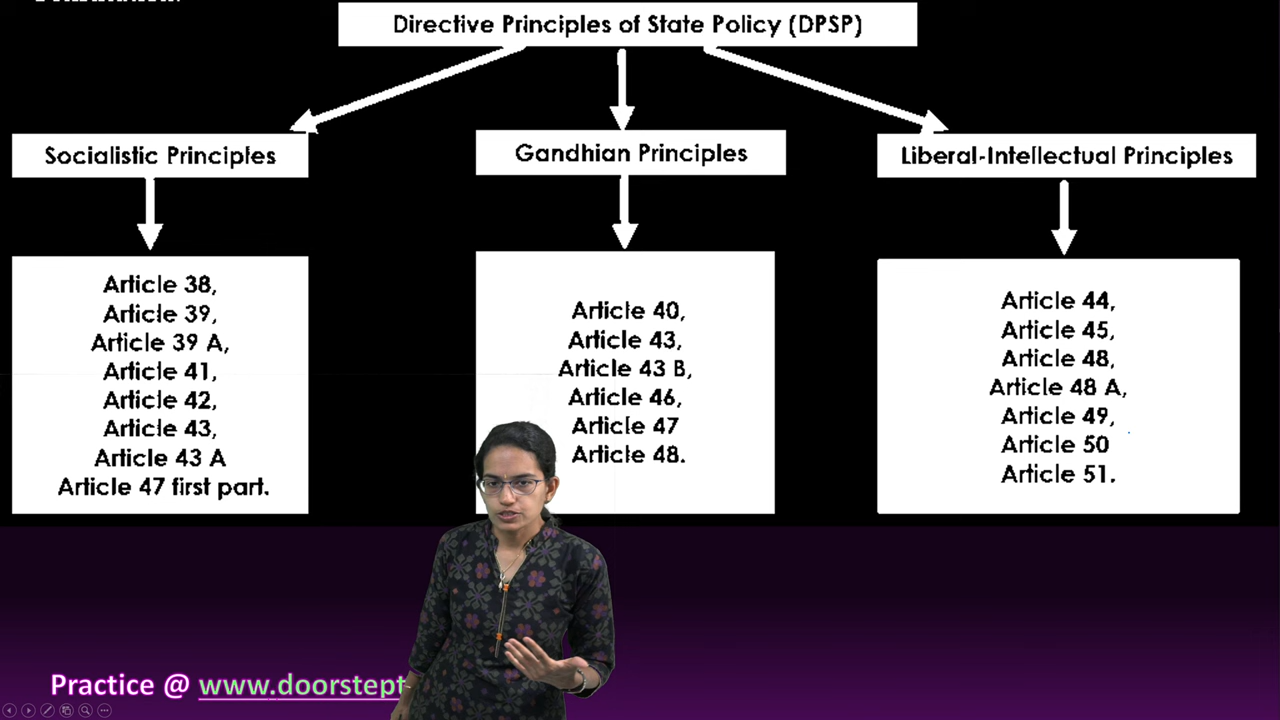 Directive Principles of State Policy (DPSP)
Socialistic Principles
Gandhian Principles
Liberal-Intellectual Principles
Article 38,
Article 39,
Article 39 A,
Article 41,
Article 42,
Article 43,
Article 43 A
Article 47 first part.
Article 40,
Article 43,
Article 43 B,
Article 46,
Article 47
Article 48.
Article 44,
Article 45,
Article 48,
Article 48 A,
Article 49,
Article 50
Article 51.
Practice @ www.doorstept